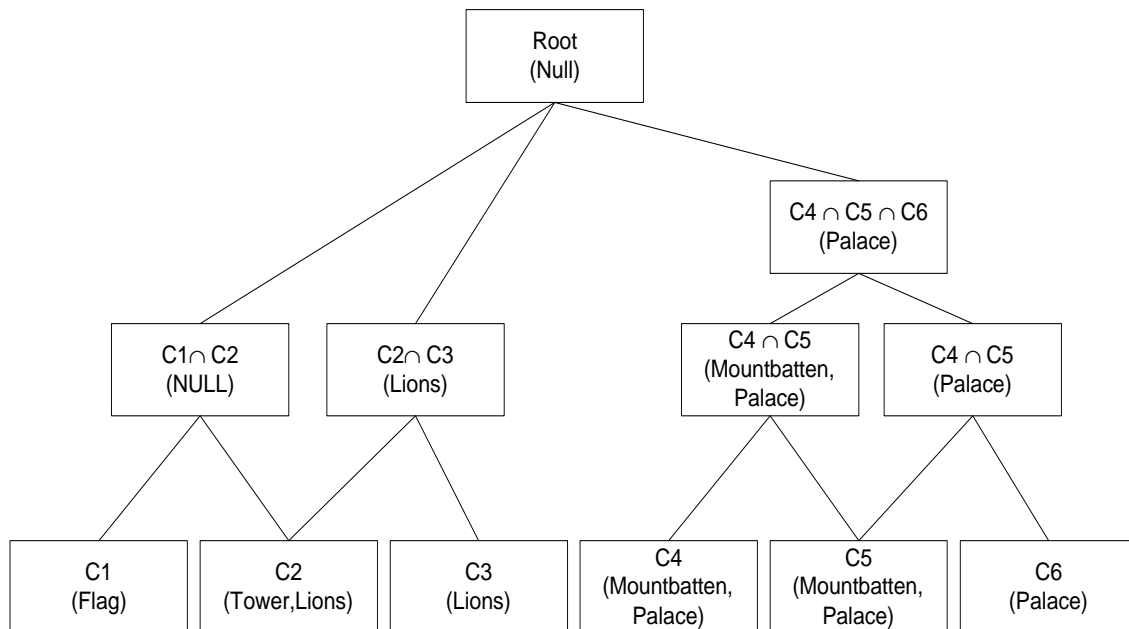 Root
(Null)
C4 ∩ C5 ∩ C6
(Palace)
C1∩ C2
(NULL)
C2∩ C3
(Lions)
C4 ∩ C5
(Mountbatten,
Palace)
C4 ∩ C5
(Palace)
C1
(Flag)
C2
(Tower,Lions)
C3
(Lions)
C4
(Mountbatten,
Palace)
C5
(Mountbatten,
Palace)
C6
(Palace)